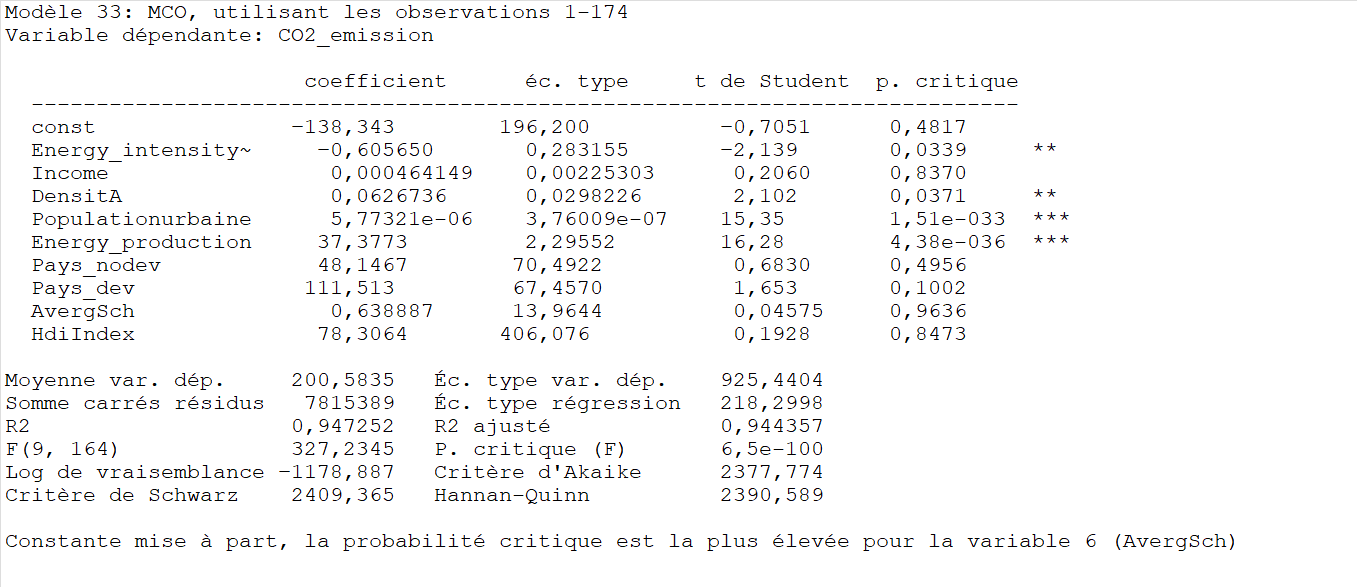 Modèle 33: MCO, utilisant les observations 1-174
Variable dépendante: CO2_emission
coefficient éc. type t de Student p. critique
---------------------------------------------------------------------------
const −138,343 196,200 −0,7051 0,4817
Energy_intensity~ −0,605650 0,283155 −2,139 0,0339 **
Income 0,000464149 0,00225303 0,2060 0,8370
DensitA 0,0626736 0,0298226 2,102 0,0371 **
Populationurbaine 5,77321e-06 3,76009e-07 15,35 1,51e-033 ***
Energy_production 37,3773 2,29552 16,28 4,38e-036 ***
Pays_nodev 48,1467 70,4922 0,6830 0,4956
Pays_dev 111,513 67,4570 1,653 0,1002
AvergSch 0,638887 13,9644 0,04575 0,9636
HdiIndex 78,3064 406,076 0,1928 0,8473
Moyenne var. dép. 200,5835 Éc. type var. dép. 925,4404
Somme carrés résidus 7815389 Éc. type régression 218,2998
R2 0,947252 R2 ajusté 0,944357
F(9, 164) 327,2345 P. critique (F) 6,5e-100
Log de vraisemblance −1178,887 Critère d'Akaike 2377,774
Critère de Schwarz 2409,365 Hannan-Quinn 2390,589
Constante mise à part, la probabilité critique est la plus élevée pour la variable 6 (AvergSch)